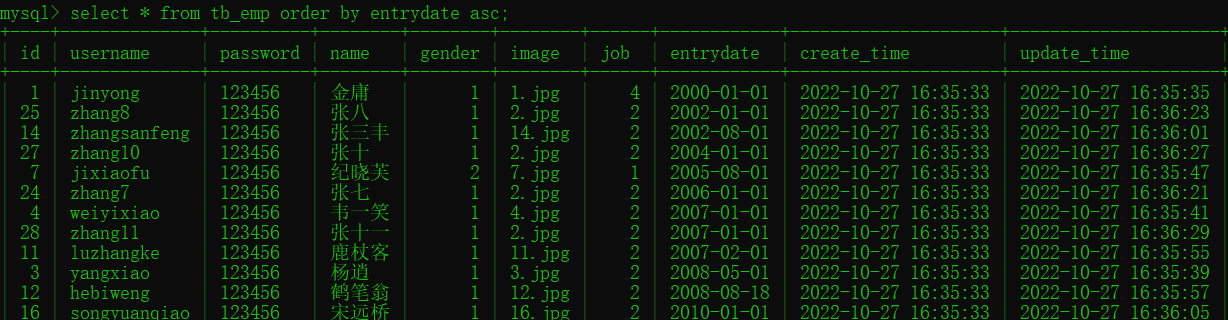 mysql> select * from tb_emp order by entrydate asc;
| id | username | password | name | gender | image | job | entrydate | create_time | update_time |
| 1 | jinyong | 123456 | 金庸 | 1 | 1.jpg | 4 | 2000-01-01 | 2022-10-27 16:35:33 | 2022-10-27 16:35:35
| 25 | zhang8 | 123456 | 张八 | 1 | 2.jpg | 2 | 2002-01-01 | 2022-10-27 16:35:33 | 2022-10-27 16:36:23
| 14 | zhangsanfeng | 123456 | 张三丰 | 1 | 14.jpg | 2 | 2002-08-01 | 2022-10-27 16:35:33 | 2022-10-27 16:36:01
| 27 | zhang10 | 123456 | 张十 | 1 | 2.jpg | 2 | 2004-01-01 | 2022-10-27 16:35:33 | 2022-10-27 16:36:27
| 7 | jixiaofu | 123456 | 纪晓芙 | 2 | 7.jpg | 1 | 2005-08-01 | 2022-10-27 16:35:33 | 2022-10-27 16:35:47
| 24 | zhang7 | 123456 | 张七 | 1 | 2.jpg | 2 | 2006-01-01 | 2022-10-27 16:35:33 | 2022-10-27 16:36:21
| 4 | weiyixiao | 123456 | 韦一笑 | 1 | 4.jpg | 2 | 2007-01-01 | 2022-10-27 16:35:33 | 2022-10-27 16:35:41
| 28 | zhang11 | 123456 | 张十一 | 1 | 2.jpg | 2 | 2007-01-01 | 2022-10-27 16:35:33 | 2022-10-27 16:36:29
| 11 | luzhangke | 123456 | 鹿杖客 | 1 | 11.jpg | 2 | 2007-02-01 | 2022-10-27 16:35:33 | 2022-10-27 16:35:55
| 3 | yangxiao | 123456 | 杨逍 | 1 | 3.jpg | 2 | 2008-05-01 | 2022-10-27 16:35:33 | 2022-10-27 16:35:39
| 12 | hebiweng | 123456 | 鹤笔翁 | 1 | 12.jpg | 2 | 2008-08-18 | 2022-10-27 16:35:33 | 2022-10-27 16:35:57
| 16 | songyuanqiao | 123456 | 宋远桥 | 1 | 16.jpg | 2 | 2010-01-01 | 2022-10-27 16:35:33 | 2022-10-27 16:36:05